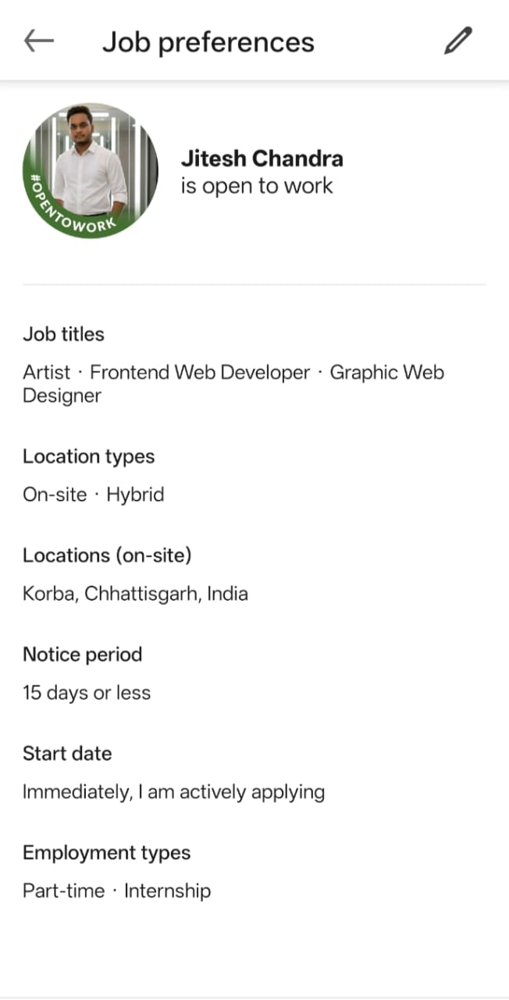 Job preferences
#OPENTOWORK
Jitesh Chandra
is open to work
Job titles
Artist · Frontend Web Developer · Graphic Web
Designer
Location types
On-site · Hybrid
Locations (on-site)
Korba, Chhattisgarh, India
Notice period
15 days or less
Start date
Immediately, I am actively applying
Employment types
Part-time · Internship